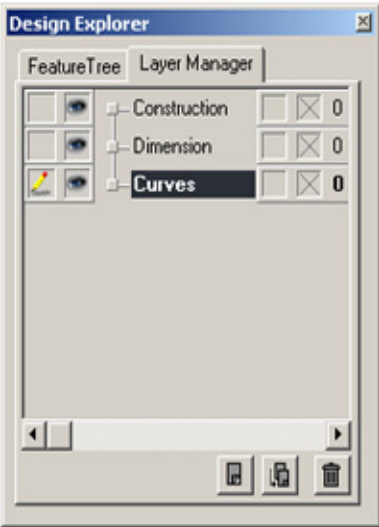 Design Explorer
FeatureTree Layer Manager
Construction 0
Dimension 0
Curves 0